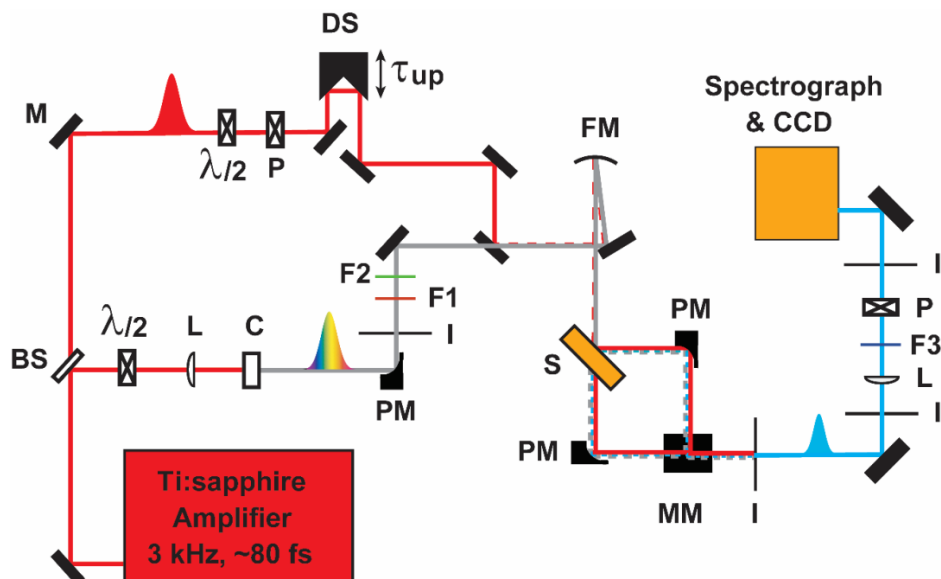 DS
τup
M
λ/2
P
FM
Spectrograph
& CCD
I
P
F3
L
I
F2
F1
I
PM
λ/2
L
C
BS
PM
S
PM
MM
I
Ti:sapphire
Amplifier
3 kHz, ~80 fs